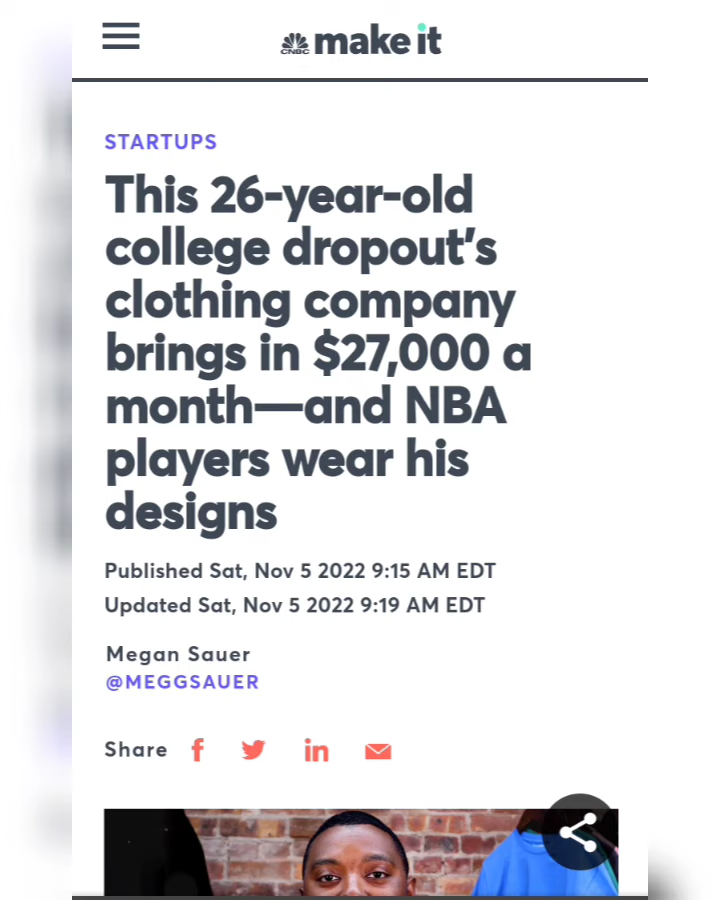 CNBC make it
STARTUPS
This 26-year-old
college dropout's
clothing company
brings in $27,000 a
month—and NBA
players wear his
designs
Published Sat, Nov 5 2022 9:15 AM EDT
Updated Sat, Nov 5 2022 9:19 AM EDT
Megan Sauer
@MEGGSAUER
Share f in